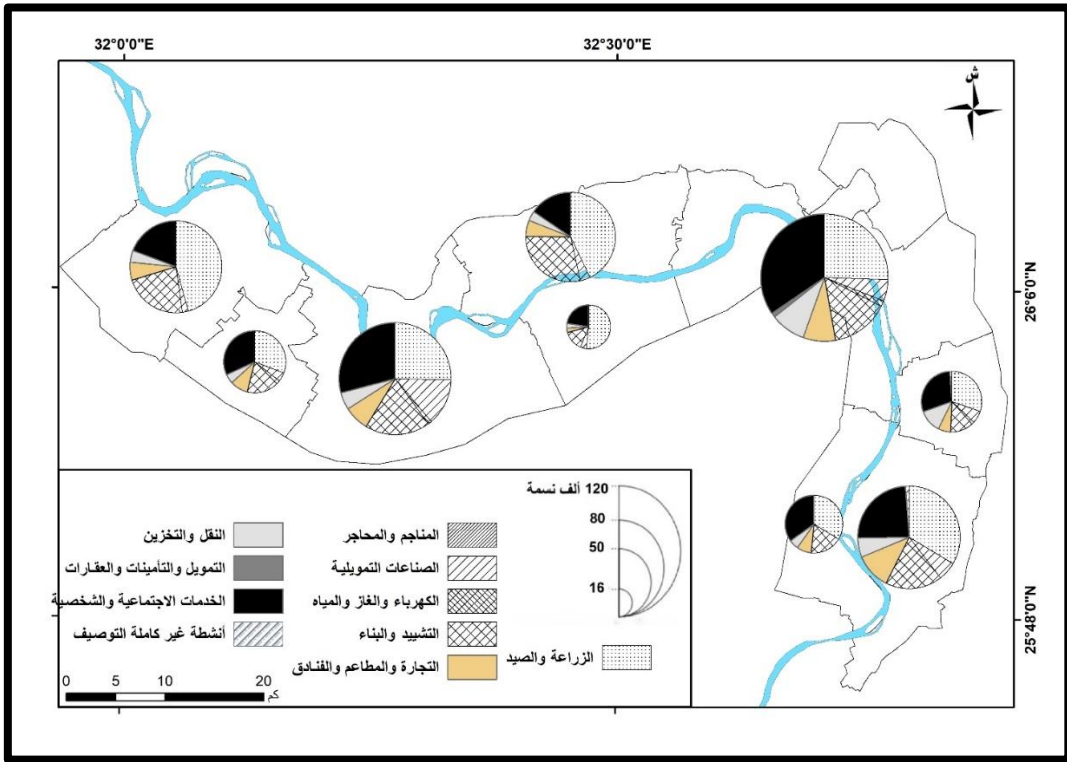 32°0'0"E
32°30'0"E
ش
26°6'0"N
25°48'0"N
120 ألف نسمة
80
50
16
المناجم والمحاجر
الصناعات التمويلية
الكهرباء والغاز والمياه
التشييد والبناء
التجارة والمطاعم والفنادق
النقل والتخزين
التمويل والتأمينات والعقارات
الخدمات الاجتماعية والشخصية
أنشطة غير كاملة التوصيف
الزراعة والصيد
0 5 10 20
كم